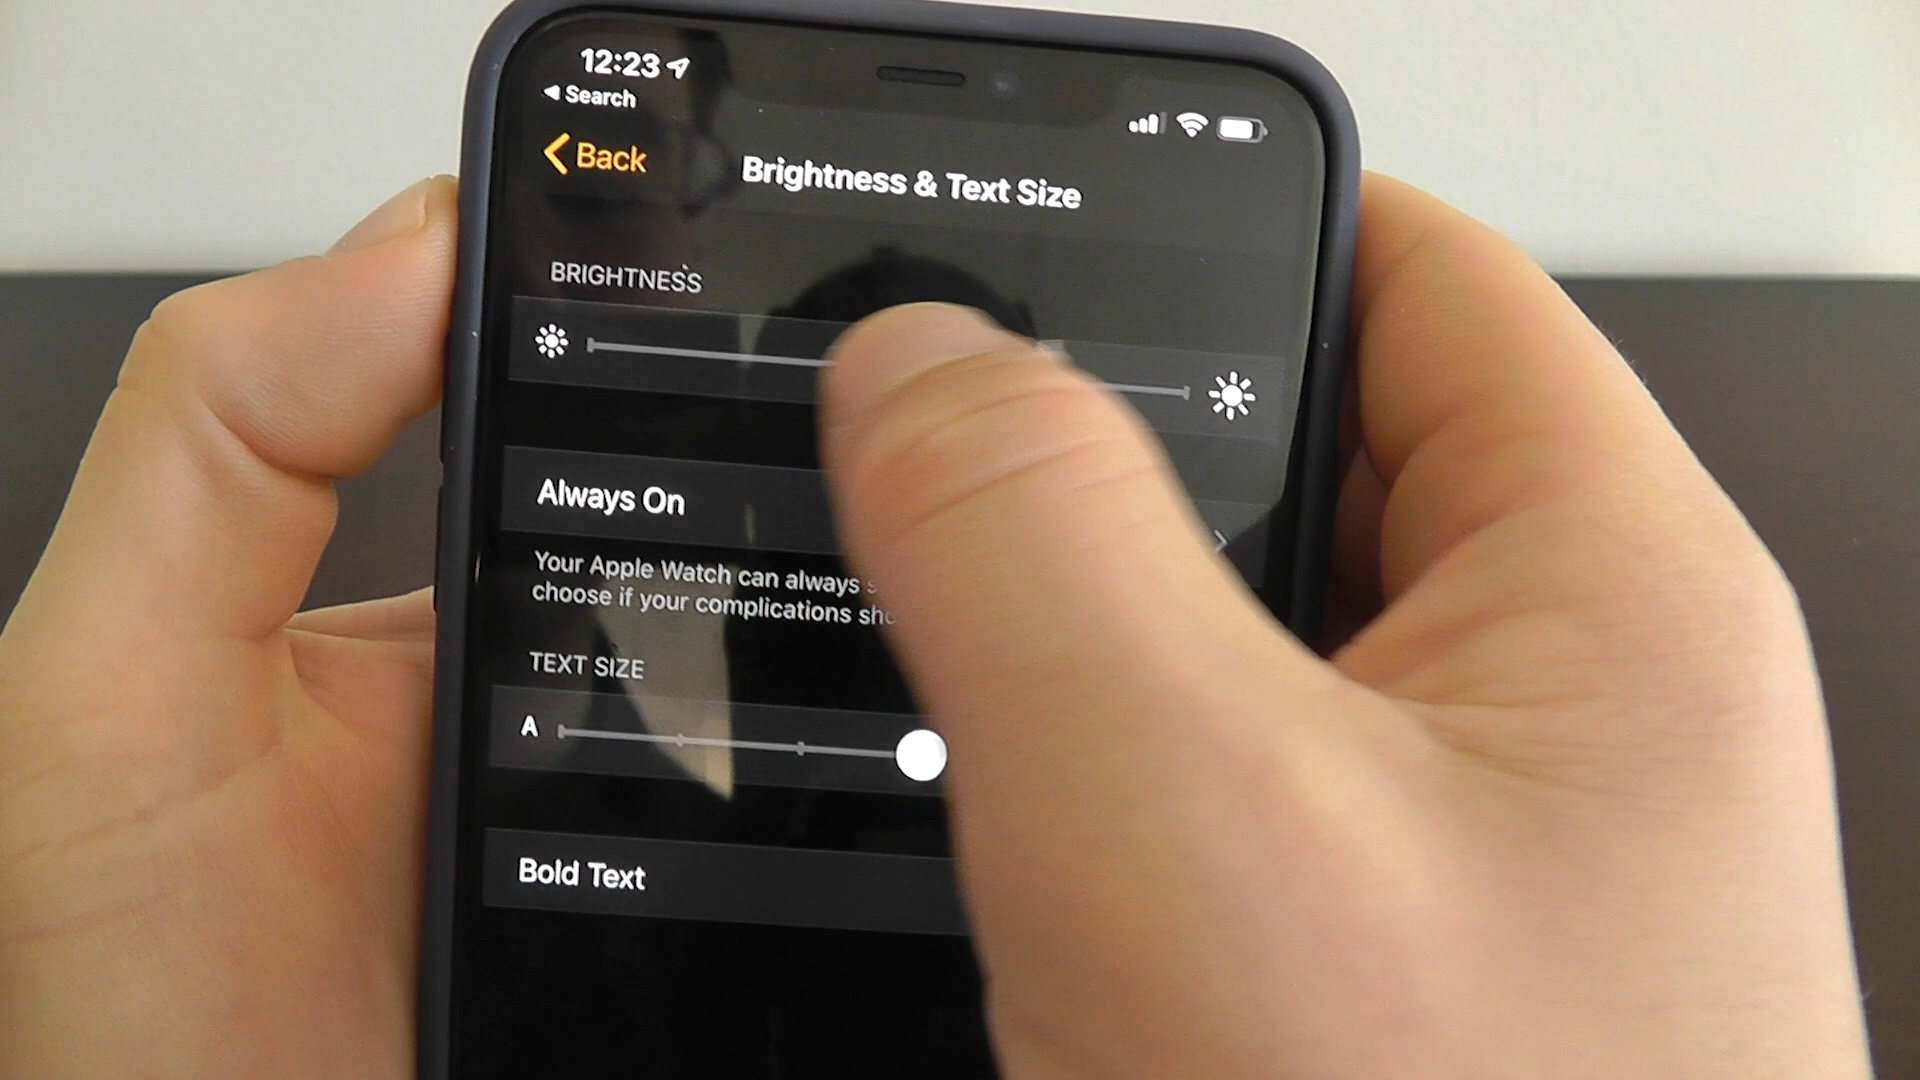 12:23
Search
Back
Brightness & Text Size
BRIGHTNESS
Always On
Your Apple Watch can always
choose if your complications
TEXT SIZE
A
Bold Text